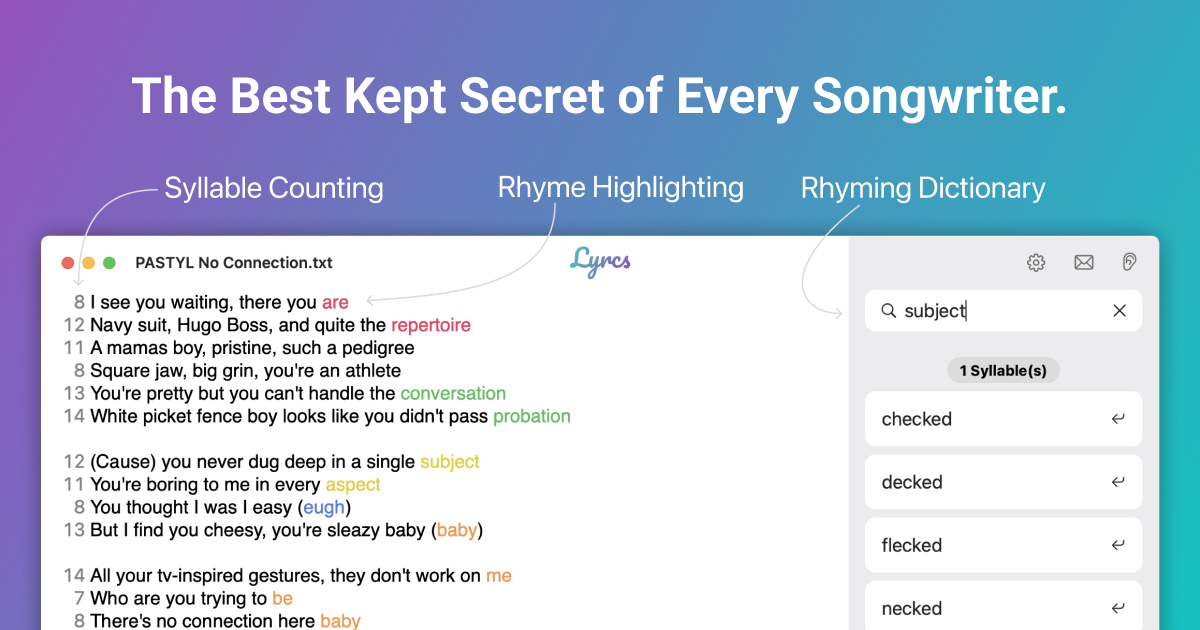 The Best Kept Secret of Every Songwriter.
Syllable Counting
Rhyme Highlighting
Rhyming Dictionary
PASTYL No Connection.txt
Lyrcs
8 I see you waiting, there you are
12 Navy suit, Hugo Boss, and quite the repertoire
11 A mamas boy, pristine, such a pedigree
8 Square jaw, big grin, you're an athlete
13 You're pretty but you can't handle the conversation
14 White picket fence boy looks like you didn't pass probation
12 (Cause) you never dug deep in a single subject
11 You're boring to me in every aspect
8 You thought I was I easy (eugh)
13 But I find you cheesy, you're sleazy baby (baby)
14 All your tv-inspired gestures, they don't work on me
7 Who are you trying to be
8 There's no connection here baby
subject
1 Syllable(s)
checked
decked
flecked
necked